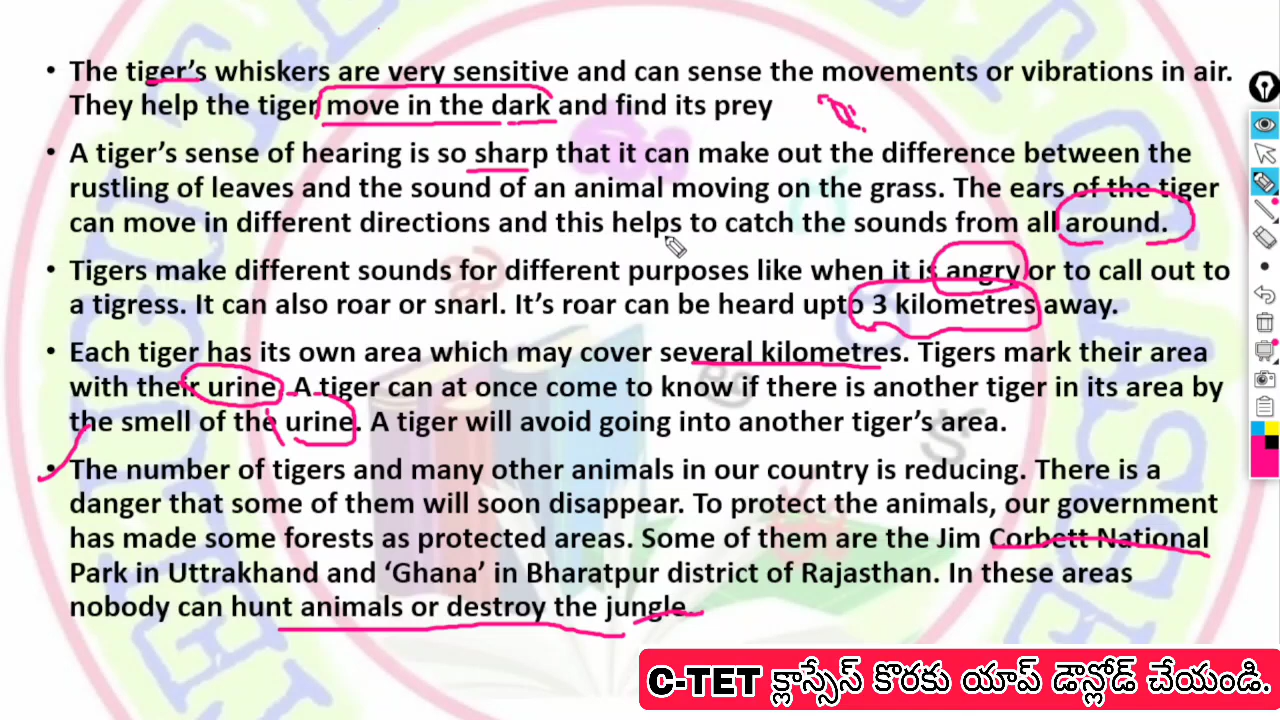 • The tiger's whiskers are very sensitive and can sense the movements or vibrations in air.
They help the tiger move in the dark and find its prey
• A tiger's sense of hearing is so sharp that it can make out the difference between the
rustling of leaves and the sound of an animal moving on the grass. The ears of the tiger
can move in different directions and this helps to catch the sounds from all around.
• Tigers make different sounds for different purposes like when it is angry or to call out to
a tigress. It can also roar or snarl. It's roar can be heard upto 3 kilometres away.
• Each tiger has its own area which may cover several kilometres. Tigers mark their area
with their urine. A tiger can at once come to know if there is another tiger in its area by
the smell of the urine. A tiger will avoid going into another tiger's area.
• The number of tigers and many other animals in our country is reducing. There is a
danger that some of them will soon disappear. To protect the animals, our government
has made some forests as protected areas. Some of them are the Jim Corbett National
Park in Uttrakhand and ‘Ghana’ in Bharatpur district of Rajasthan. In these areas
nobody can hunt animals or destroy the jungle.
C-TET క్లాస్సేస్ కొరకు యాప్ డౌన్లోడ్ చేయండి.